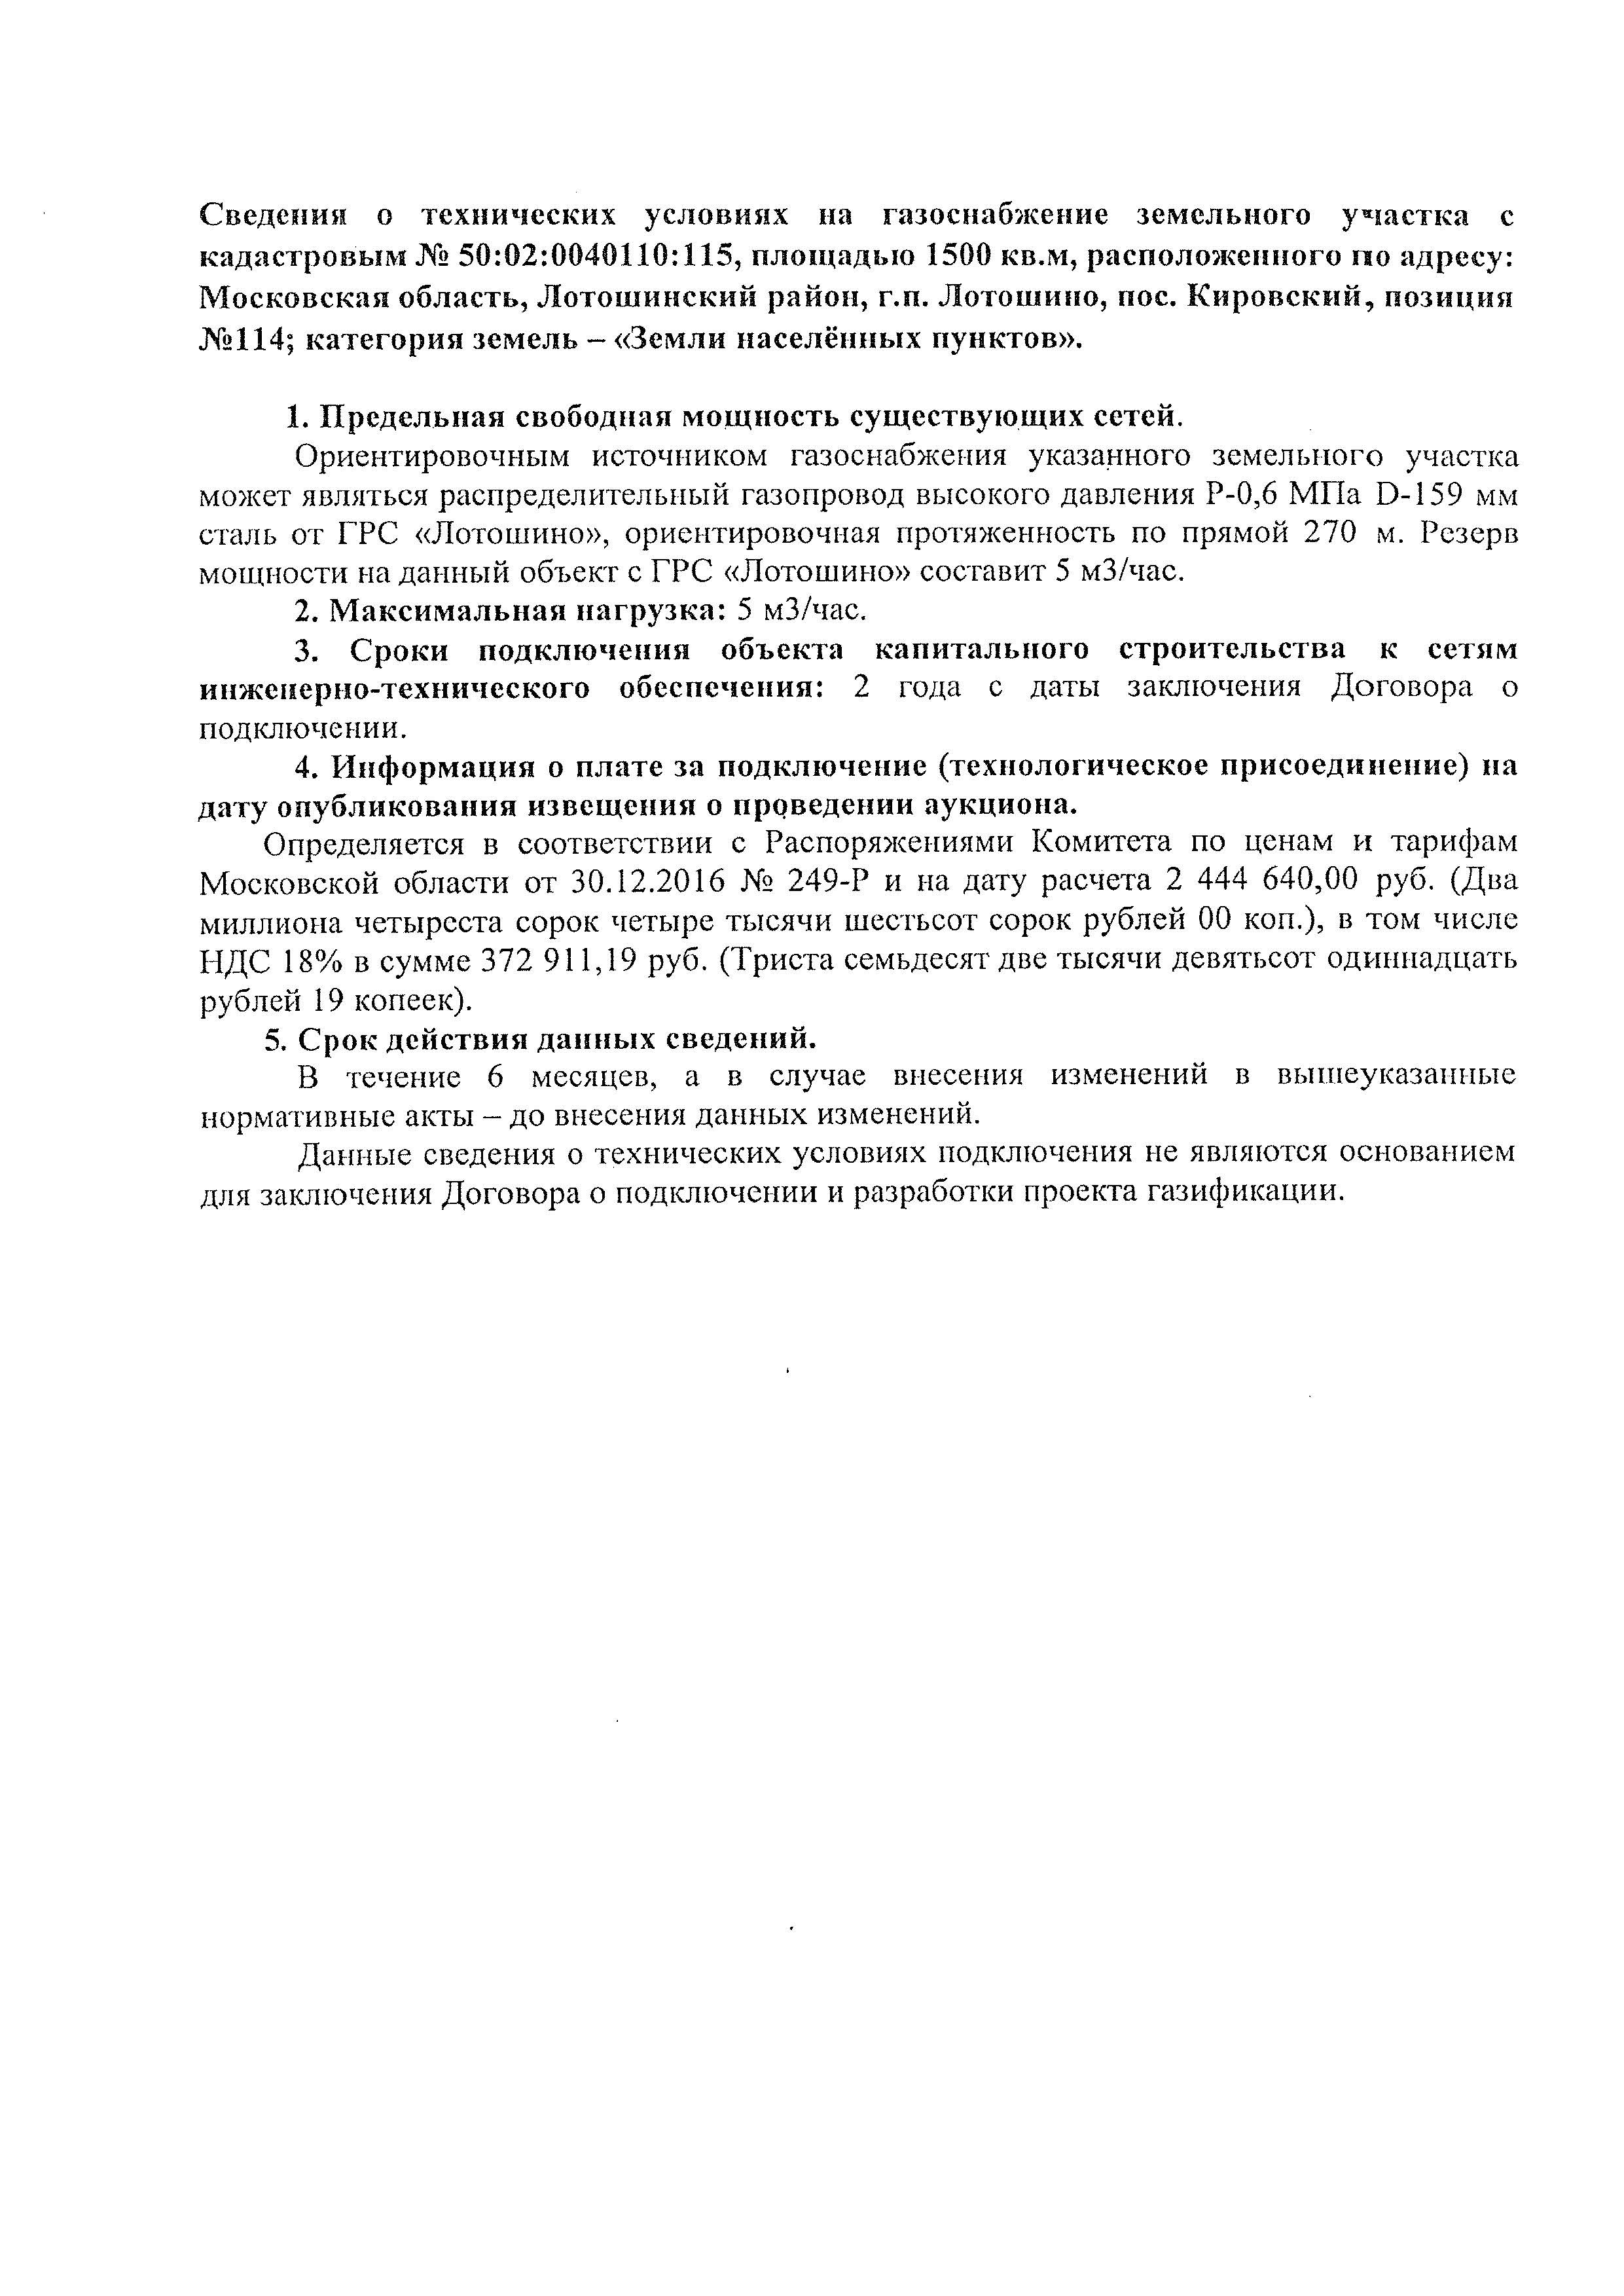 Сведения о технических условиях на газоснабжение земельного участка с
кадастровым № 50:02:0040110:115, площадью 1500 кв.м, расположенного по адресу:
Московская область, Лотошинский район, г.п. Лотошино, пос. Кировский, позиция
№114; категория земель – «Земли населённых пунктов».
1. Предельная свободная мощность существующих сетей.
Ориентировочным источником газоснабжения указанного земельного участка
может являться распределительный газопровод высокого давления Р-0,6 МПа D-159 мм
сталь от ГРС «Лотошино», ориентировочная протяженность по прямой 270 м. Резерв
мощности на данный объект с ГРС «Лотошино» составит 5 м3/час.
2. Максимальная нагрузка: 5 м3/час.
3. Сроки подключения объекта капитального строительства к сетям
инженерно-технического обеспечения: 2 года с даты заключения Договора о
подключении.
4. Информация о плате за подключение (технологическое присоединение) на
дату опубликования извещения о проведении аукциона.
Определяется в соответствии с Распоряжениями Комитета по ценам и тарифам
Московской области от 30.12.2016 № 249-Р и на дату расчета 2 444 640,00 руб. (Два
миллиона четыреста сорок четыре тысячи шестьсот сорок рублей 00 коп.), в том числе
НДС 18% в сумме 372 911,19 руб. (Триста семьдесят две тысячи девятьсот одиннадцать
рублей 19 копеек).
5. Срок действия данных сведений.
В течение 6 месяцев, а в случае внесения изменений в вышеуказанные
нормативные акты – до внесения данных изменений.
Данные сведения о технических условиях подключения не являются основанием
для заключения Договора о подключении и разработки проекта газификации.